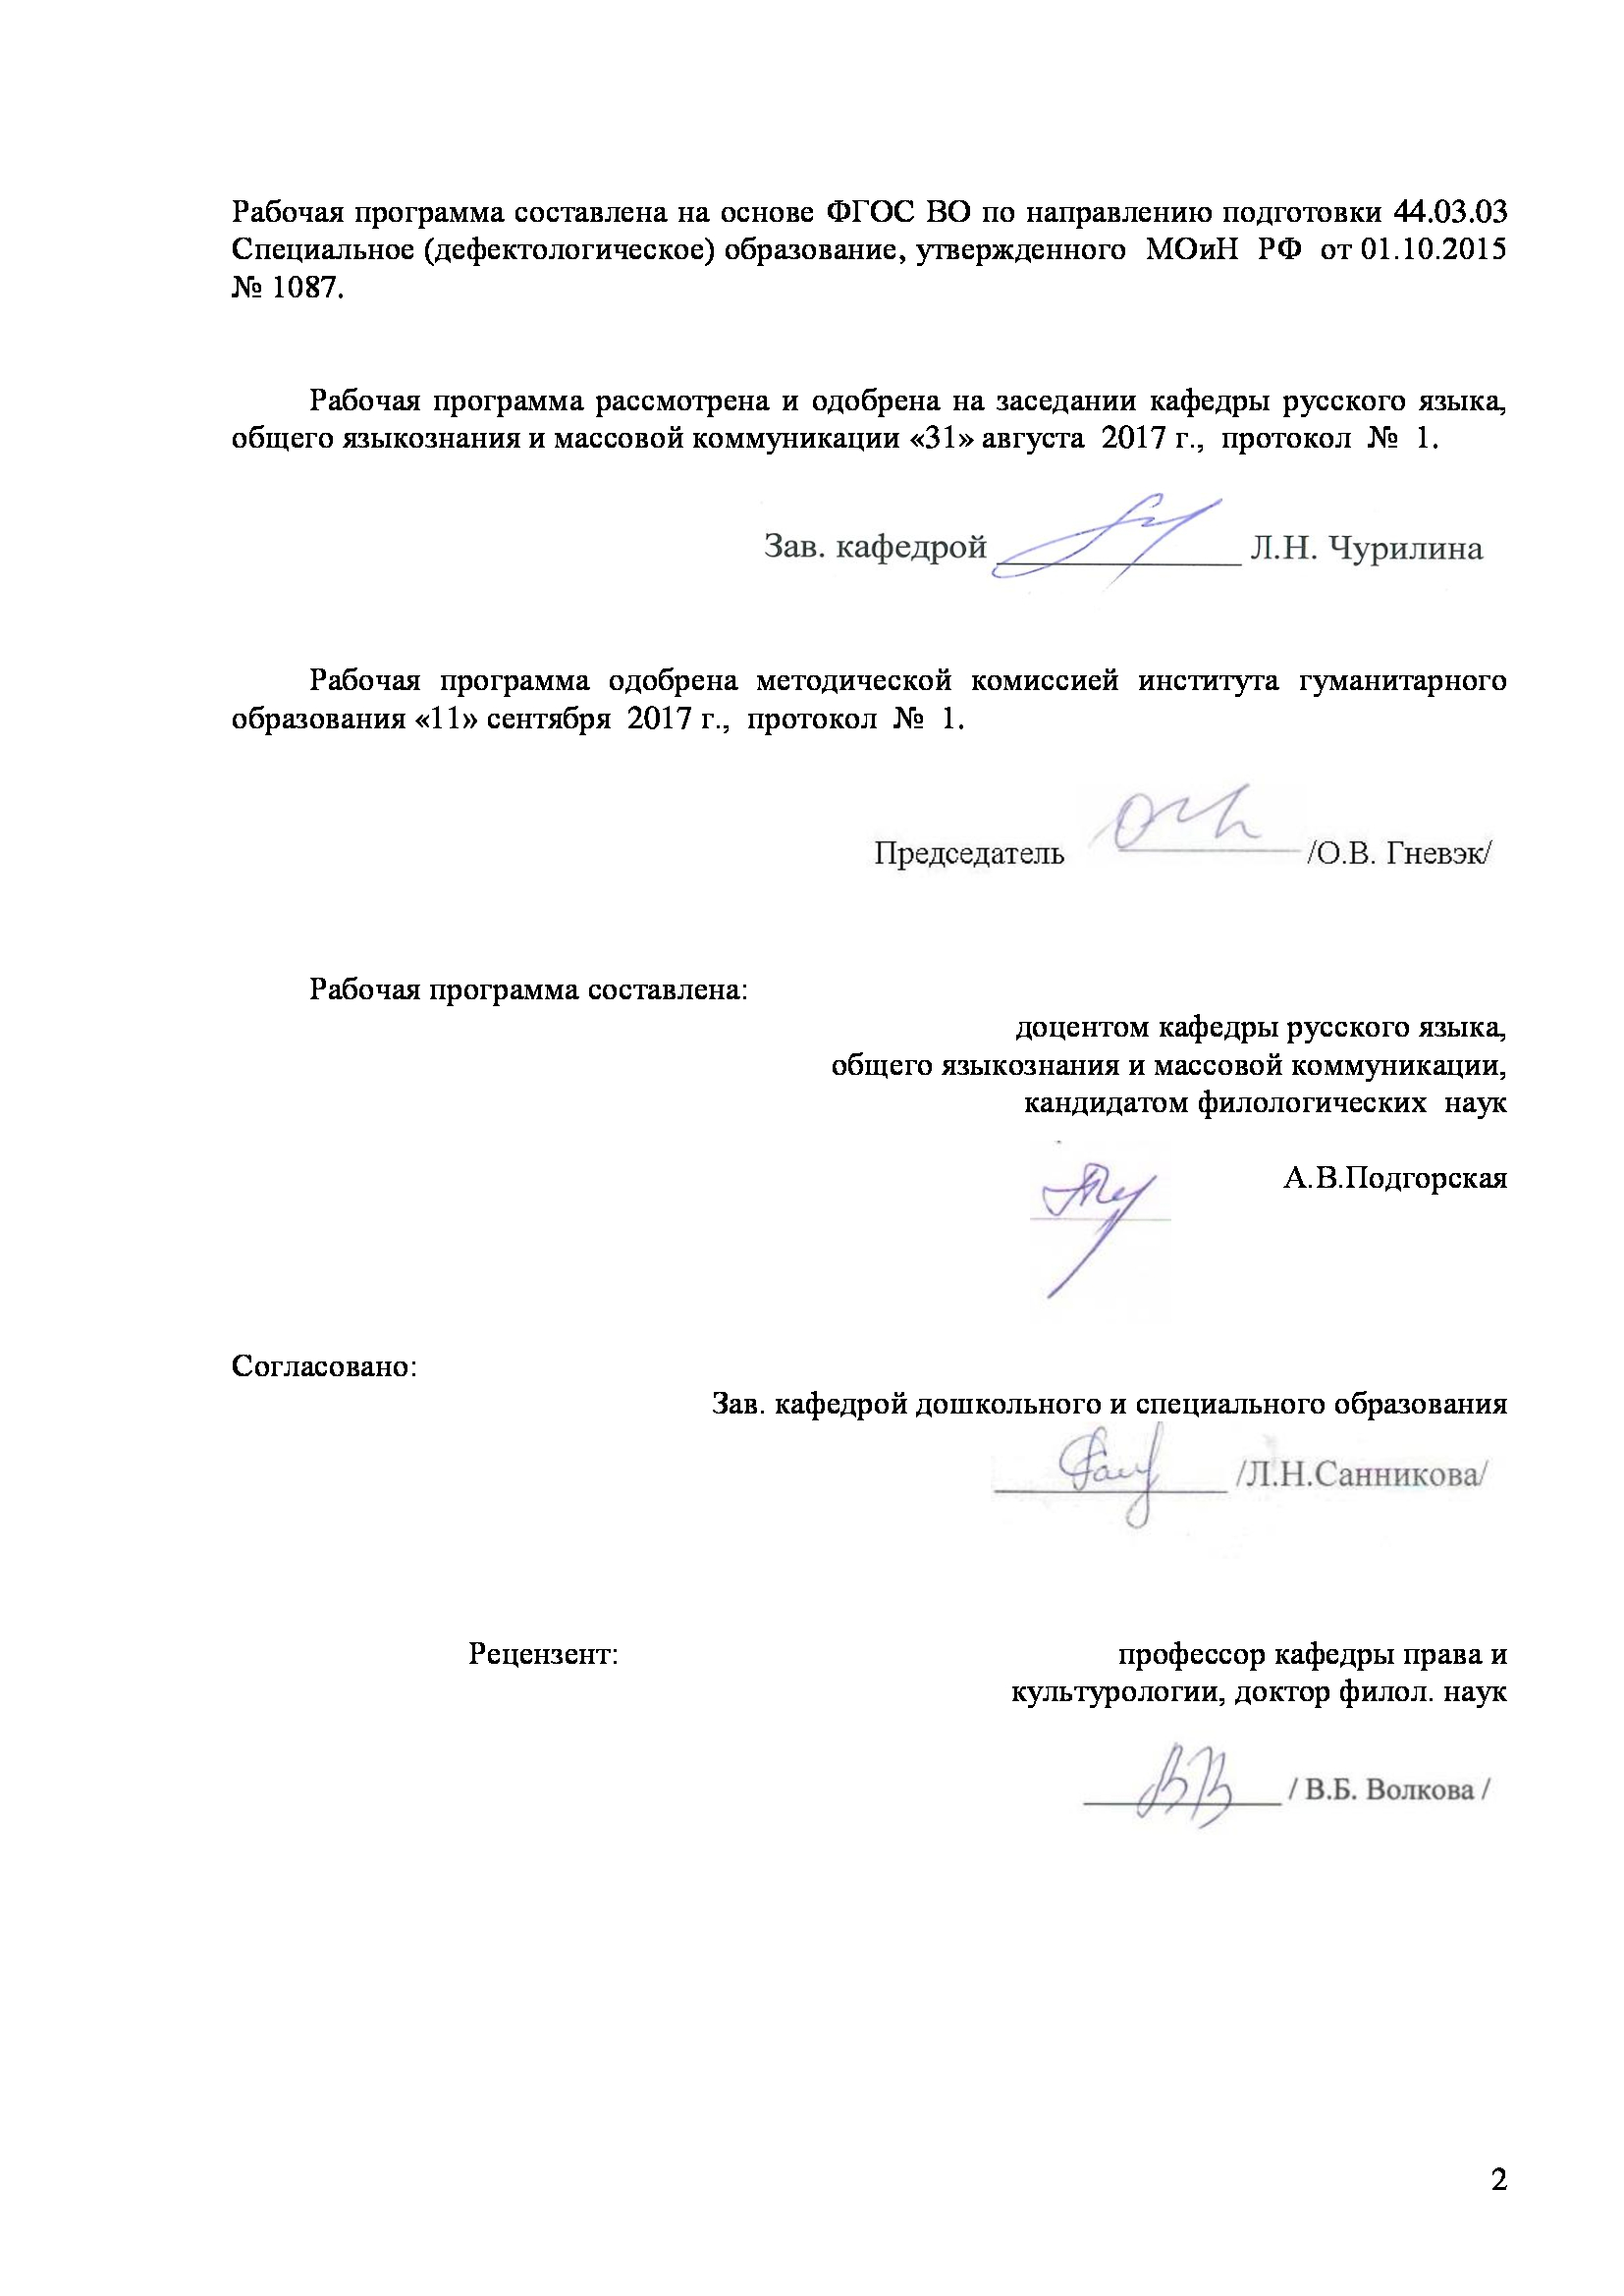 Рабочая программа составлена на основе ФГОС ВО по направлению подготовки 44.03.03
Специальное (дефектологическое) образование, утвержденного МОиН РФ от 01.10.2015
№ 1087.
Рабочая программа рассмотрена и одобрена на заседании кафедры русского языка,
общего языкознания и массовой коммуникации «31» августа 2017 г., протокол № 1.
Зав. кафедрой Л.Н. Чурилина
Рабочая программа одобрена методической комиссией института гуманитарного
образования «11» сентября 2017 г., протокол № 1.
Председатель /О.В. Гневэк/
Рабочая программа составлена:
доцентом кафедры русского языка,
общего языкознания и массовой коммуникации,
кандидатом филологических наук
А.В.Подгорская
Согласовано:
Зав. кафедрой дошкольного и специального образования
/Л.Н.Санникова/
Рецензент: профессор кафедры права и
культурологии, доктор филол. наук
/ В.Б. Волкова /
2